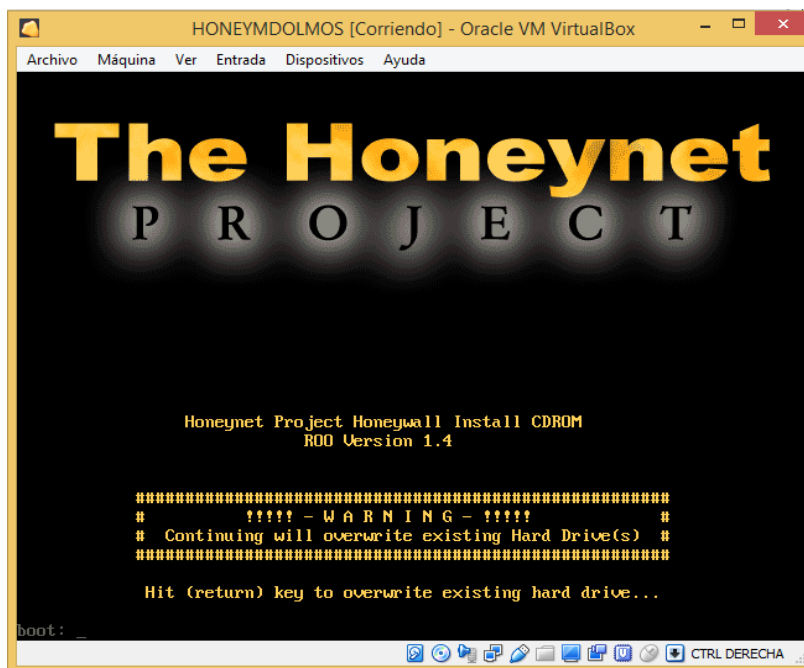 HONEYMDOLMOS [Corriendo] - Oracle VM VirtualBox
Archivo Máquina Ver Entrada Dispositivos Ayuda
The Honeynet
PROJECT
Honeynet Project Honeywall Install CDROM
ROO Version 1.4
######################################################
# !!!!! - W A R N I N G - !!!!! #
# Continuing will overwrite existing Hard Drive(s) #
######################################################
Hit (return) key to overwrite existing hard drive...
boot: _
CTRL DERECHA